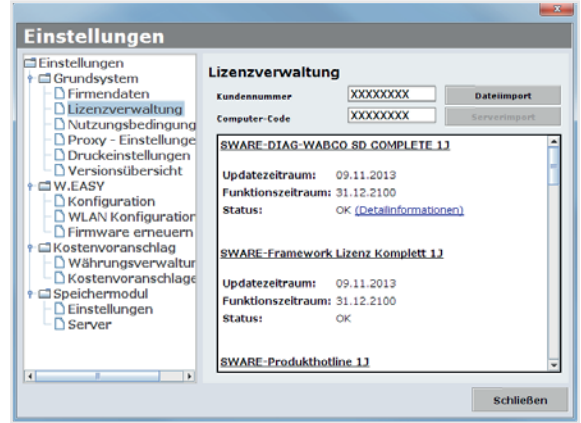 Einstellungen
Einstellungen
Grundsystem
Firmendaten
Lizenzverwaltung
Nutzungsbedingung
Proxy - Einstellunge
Druckeinstellungen
Versionsübersicht
W.EASY
Konfiguration
WLAN Konfiguration
Firmware erneuern
Kostenvoranschlag
Währungsverwaltur
Kostenvoranschlage
Speichermodul
Einstellungen
Server
Lizenzverwaltung
Kundennummer XXXXXXXX Dateiimport
Computer-Code XXXXXXXX Serverimport
SWARE-DIAG-WABCO SD COMPLETE 1J
Updatezeitraum: 09.11.2013
Funktionszeitraum: 31.12.2100
Status: OK (Detailinformationen)
SWARE-Framework Lizenz Komplett 1J
Updatezeitraum: 09.11.2013
Funktionszeitraum: 31.12.2100
Status: OK
SWARE-Produkthotline 1J
Schließen